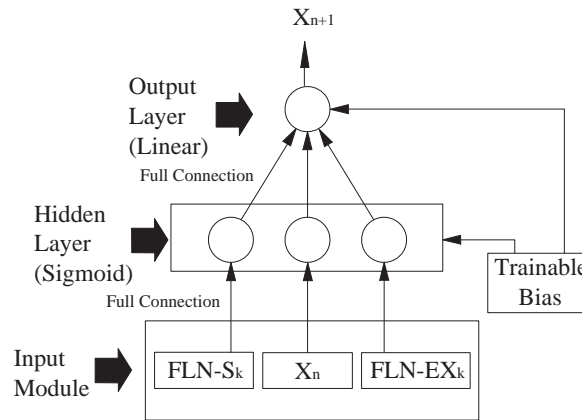 Xn+1
Output
Layer
(Linear)
Full Connection
Hidden
Layer
(Sigmoid)
Trainable
Bias
Full Connection
Input
Module
FLN-Sk
Xn
FLN-EXk